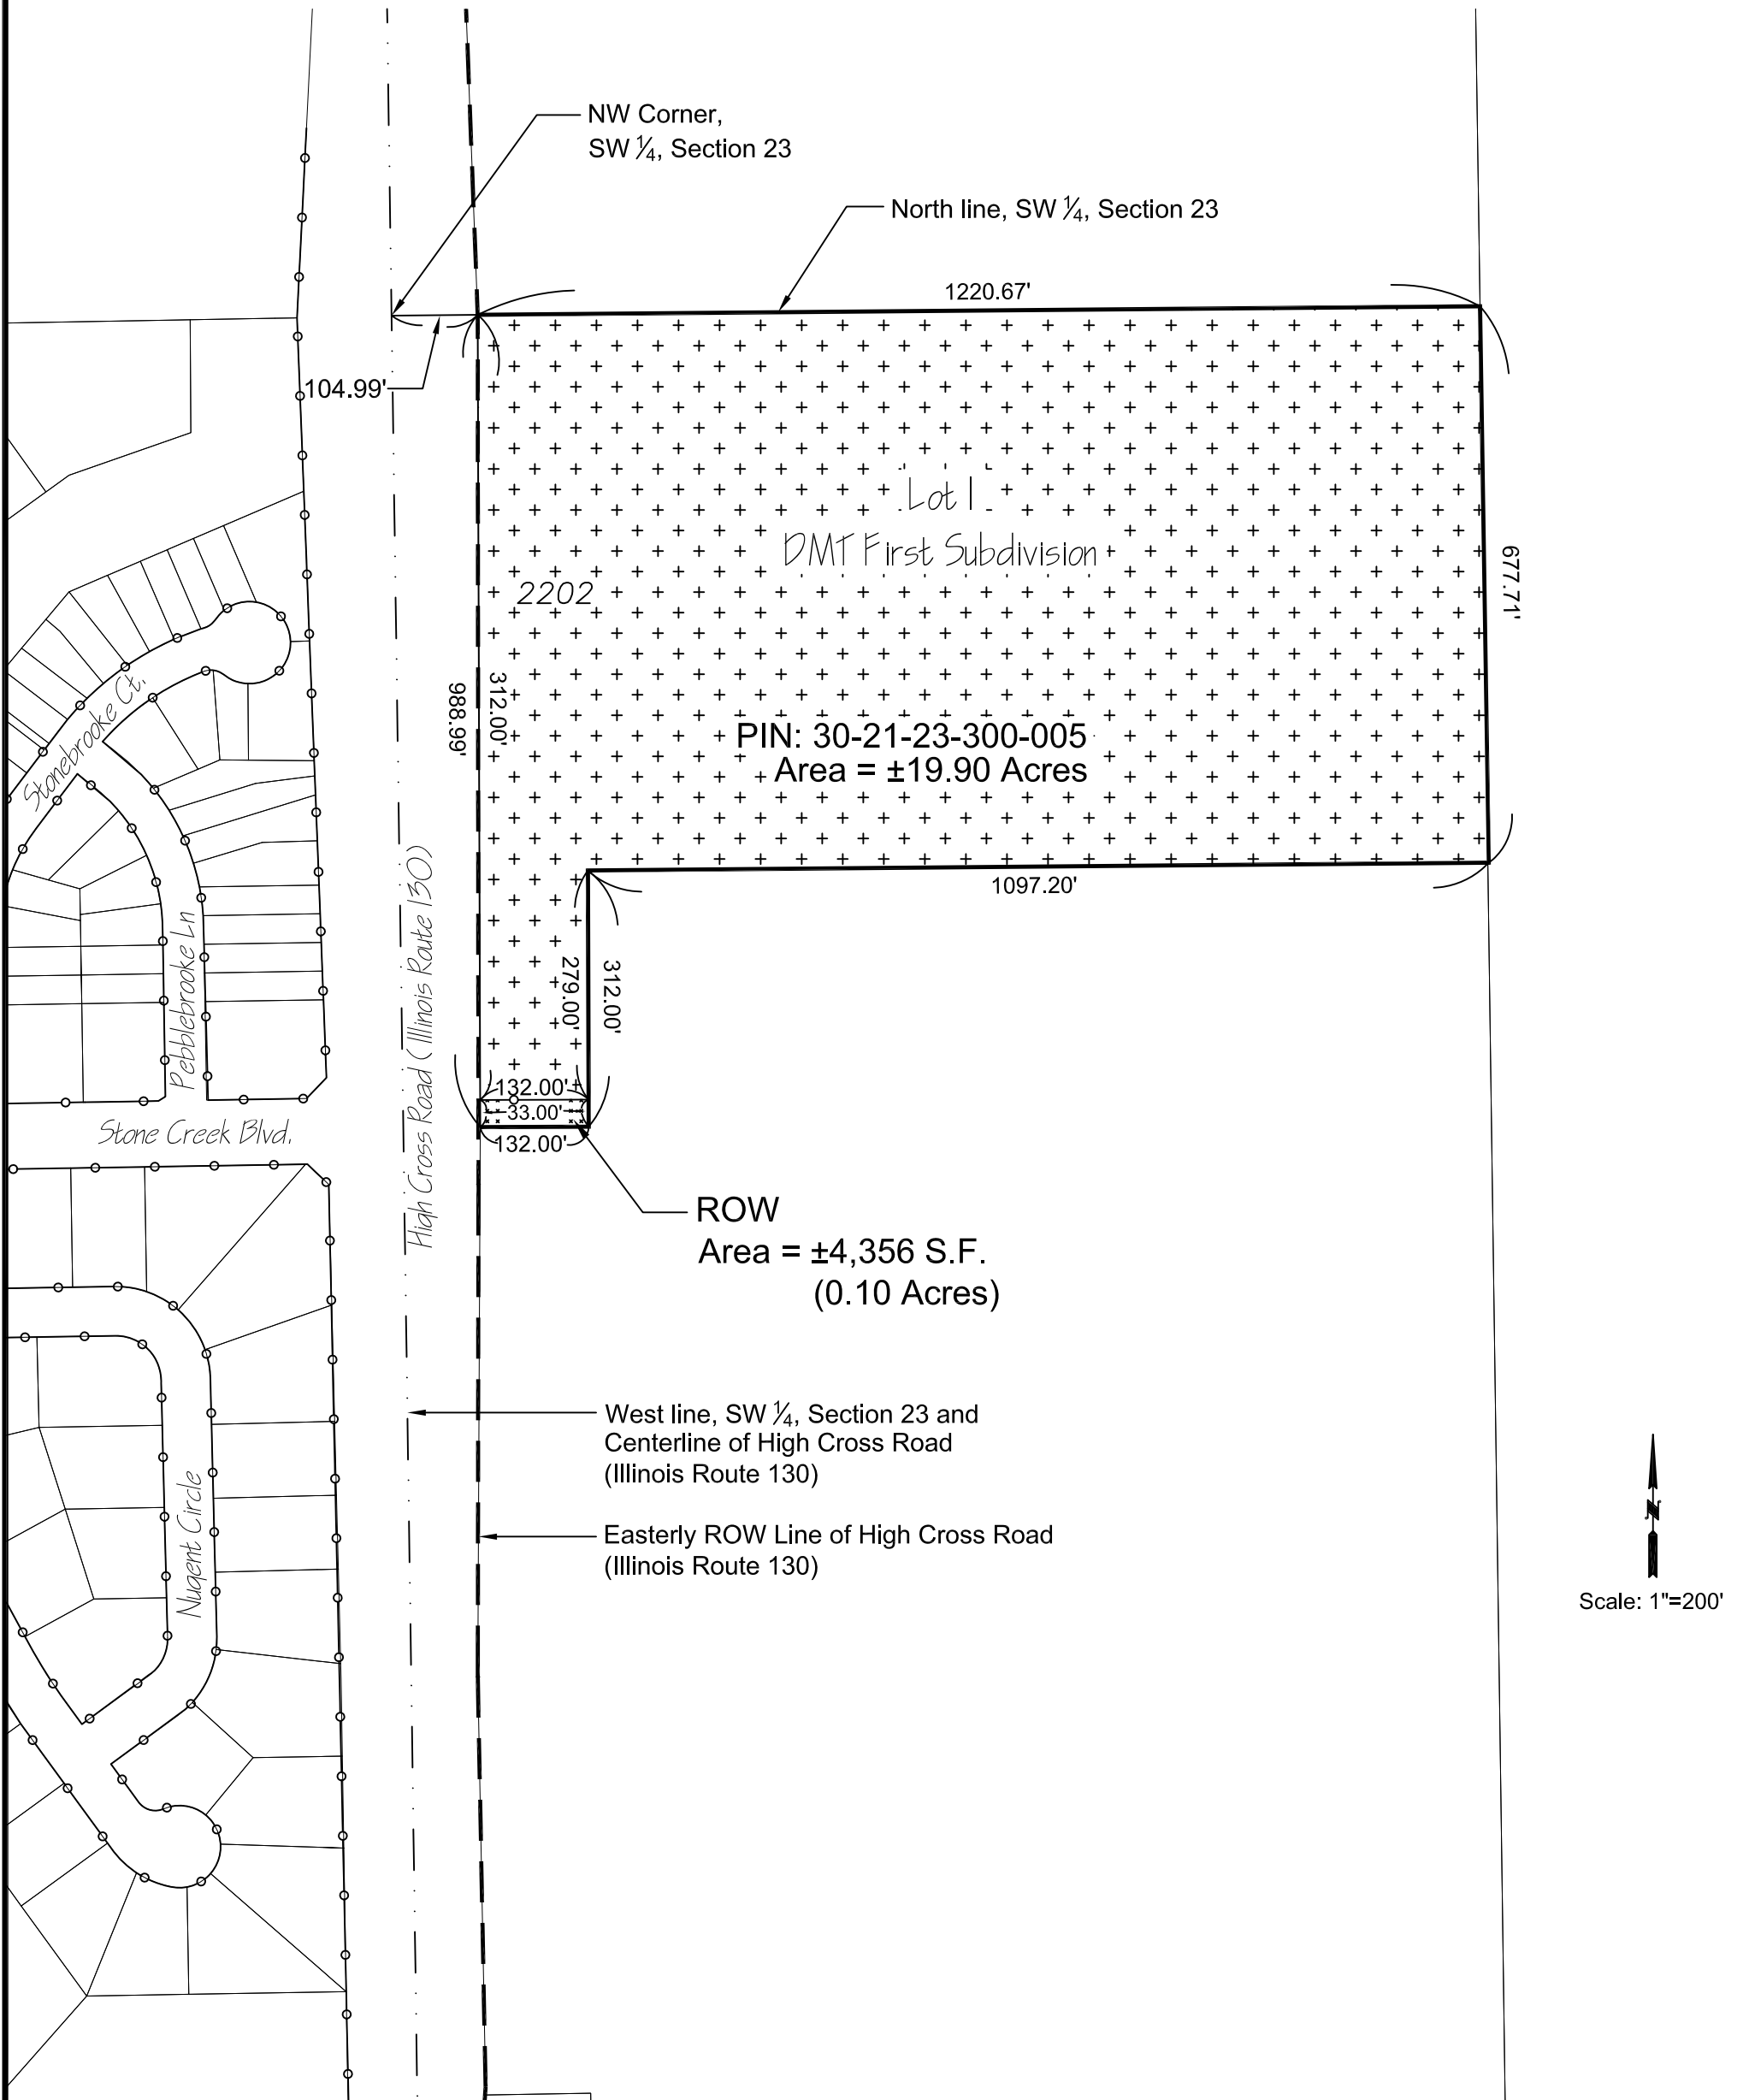 NW Corner,
SW ¼, Section 23
North line, SW ¼, Section 23
1220.67'
104.99'
Lot 1
DMT First Subdivision
2202
677.71'
988.99'
312.00'
PIN: 30-21-23-300-005
Area = ±19.90 Acres
1097.20'
279.00'
312.00'
132.00'
33.00'
132.00'
Stonebrooke Ct.
Pebblebrooke Ln
Stone Creek Blvd.
High Cross Road (Illinois Route 130)
ROW
Area = ±4,356 S.F.
(0.10 Acres)
West line, SW ¼, Section 23 and
Centerline of High Cross Road
(Illinois Route 130)
Easterly ROW Line of High Cross Road
(Illinois Route 130)
Nugent Circle
N
Scale: 1"=200'